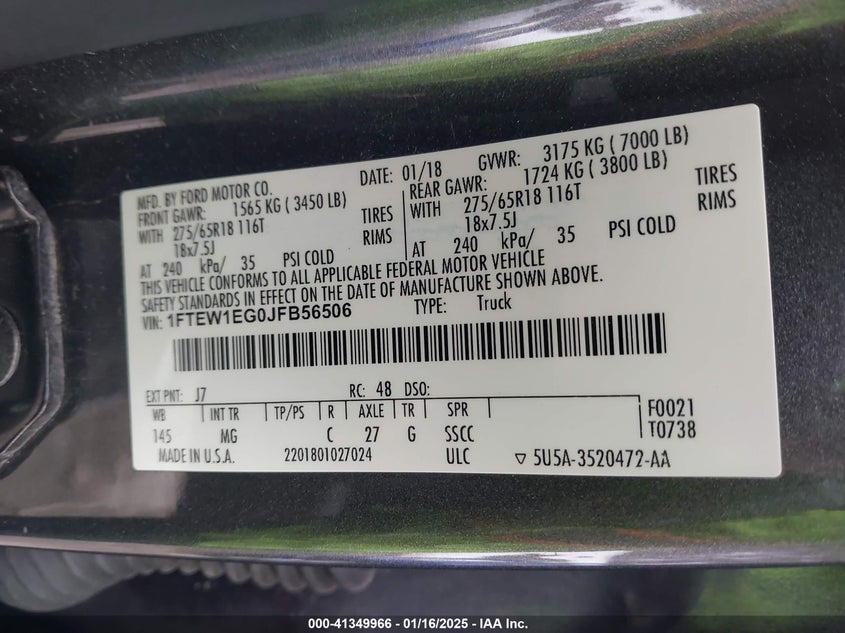 MFD. BY FORD MOTOR CO. DATE: 01/18 GVWR: 3175 KG ( 7000 LB)
FRONT GAWR: 1565 KG ( 3450 LB) REAR GAWR: 1724 KG ( 3800 LB)
WITH 275/65R18 116T TIRES WITH 275/65R18 116T TIRES
18x7.5J RIMS 18x7.5J RIMS
AT 240 kPa/ 35 PSI COLD AT 240 kPa/ 35 PSI COLD
THIS VEHICLE CONFORMS TO ALL APPLICABLE FEDERAL MOTOR VEHICLE
SAFETY STANDARDS IN EFFECT ON THE DATE OF MANUFACTURE SHOWN ABOVE.
VIN: 1FTEW1EG0JFB56506 TYPE: Truck
EXT PNT: J7 RC: 48 DSO:
WB INT TR TP/PS R AXLE TR SPR F0021
145 MG C 27 G SSCC T0738
MADE IN U.S.A. 2201801027024 ULC ▽ 5U5A-3520472-AA
000-41349966 - 01/16/2025 - IAA Inc.